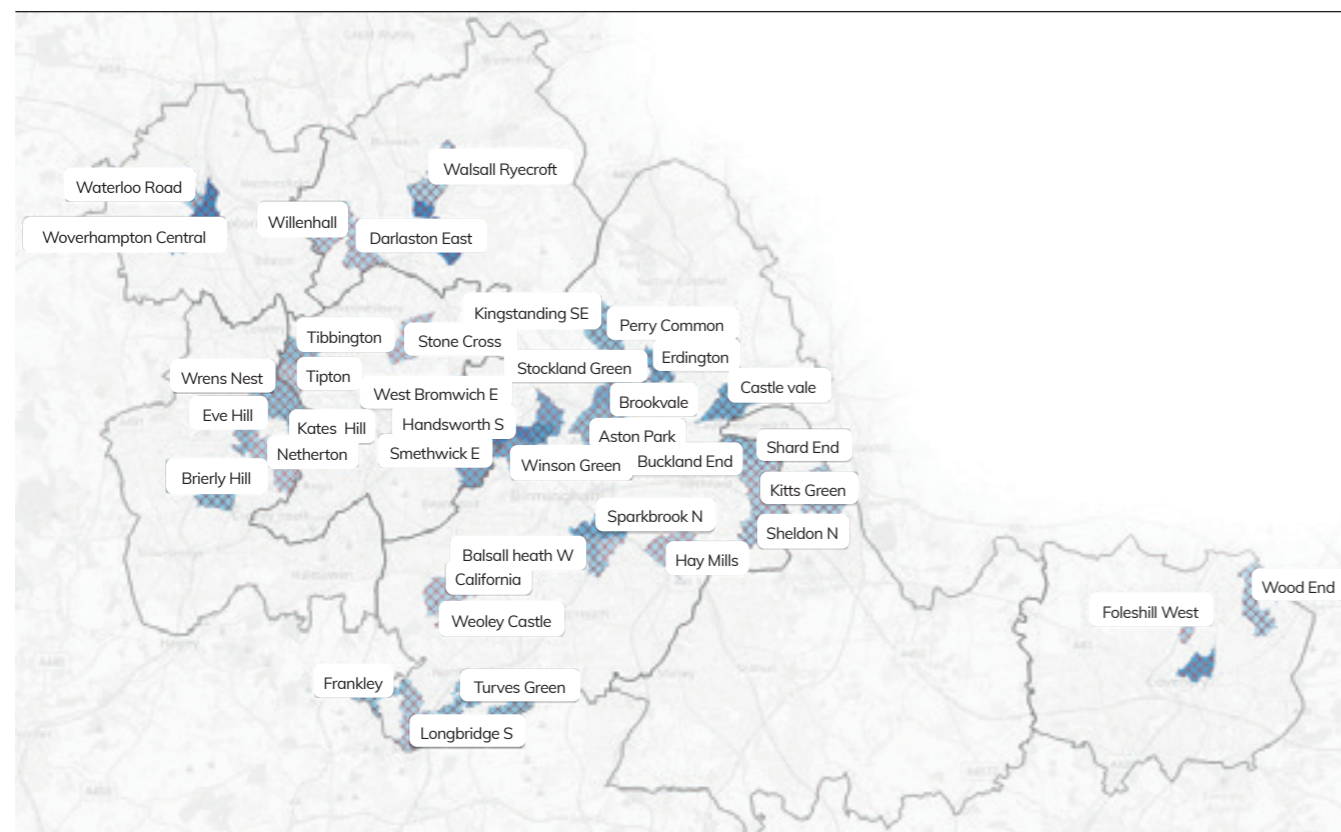 Walsall Ryecroft
Waterloo Road
Willenhall
Woverhampton Central
Darlaston East
Kingstanding SE
Perry Common
Tibbington
Stone Cross
Erdington
Stockland Green
Wrens Nest
Tipton
Castle vale
West Bromwich E
Brookvale
Eve Hill
Kates Hill
Handsworth S
Aston Park
Shard End
Netherton
Smethwick E
Winson Green
Buckland End
Brierly Hill
Kitts Green
Birmingham
Sparkbrook N
Sheldon N
Balsall heath W
Hay Mills
California
Wood End
Foleshill West
Weoley Castle
Frankley
Turves Green
Longbridge S